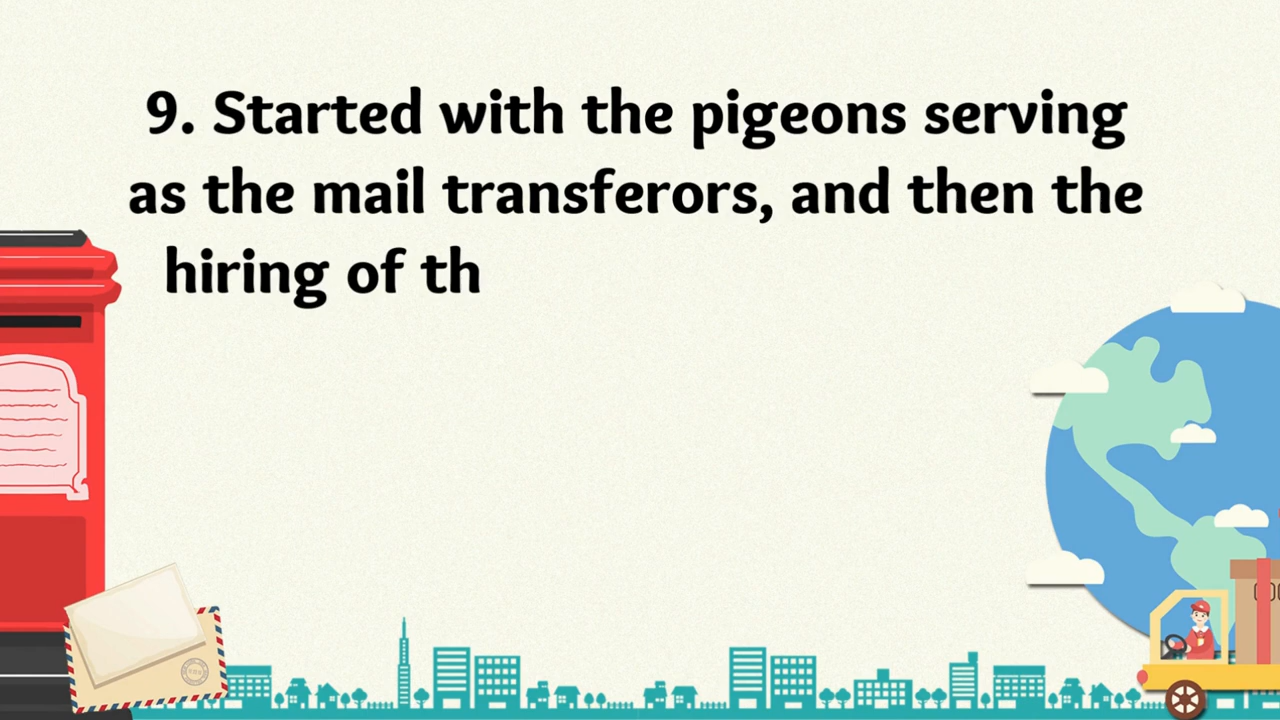 9. Started with the pigeons serving
as the mail transferors, and then the
hiring of th